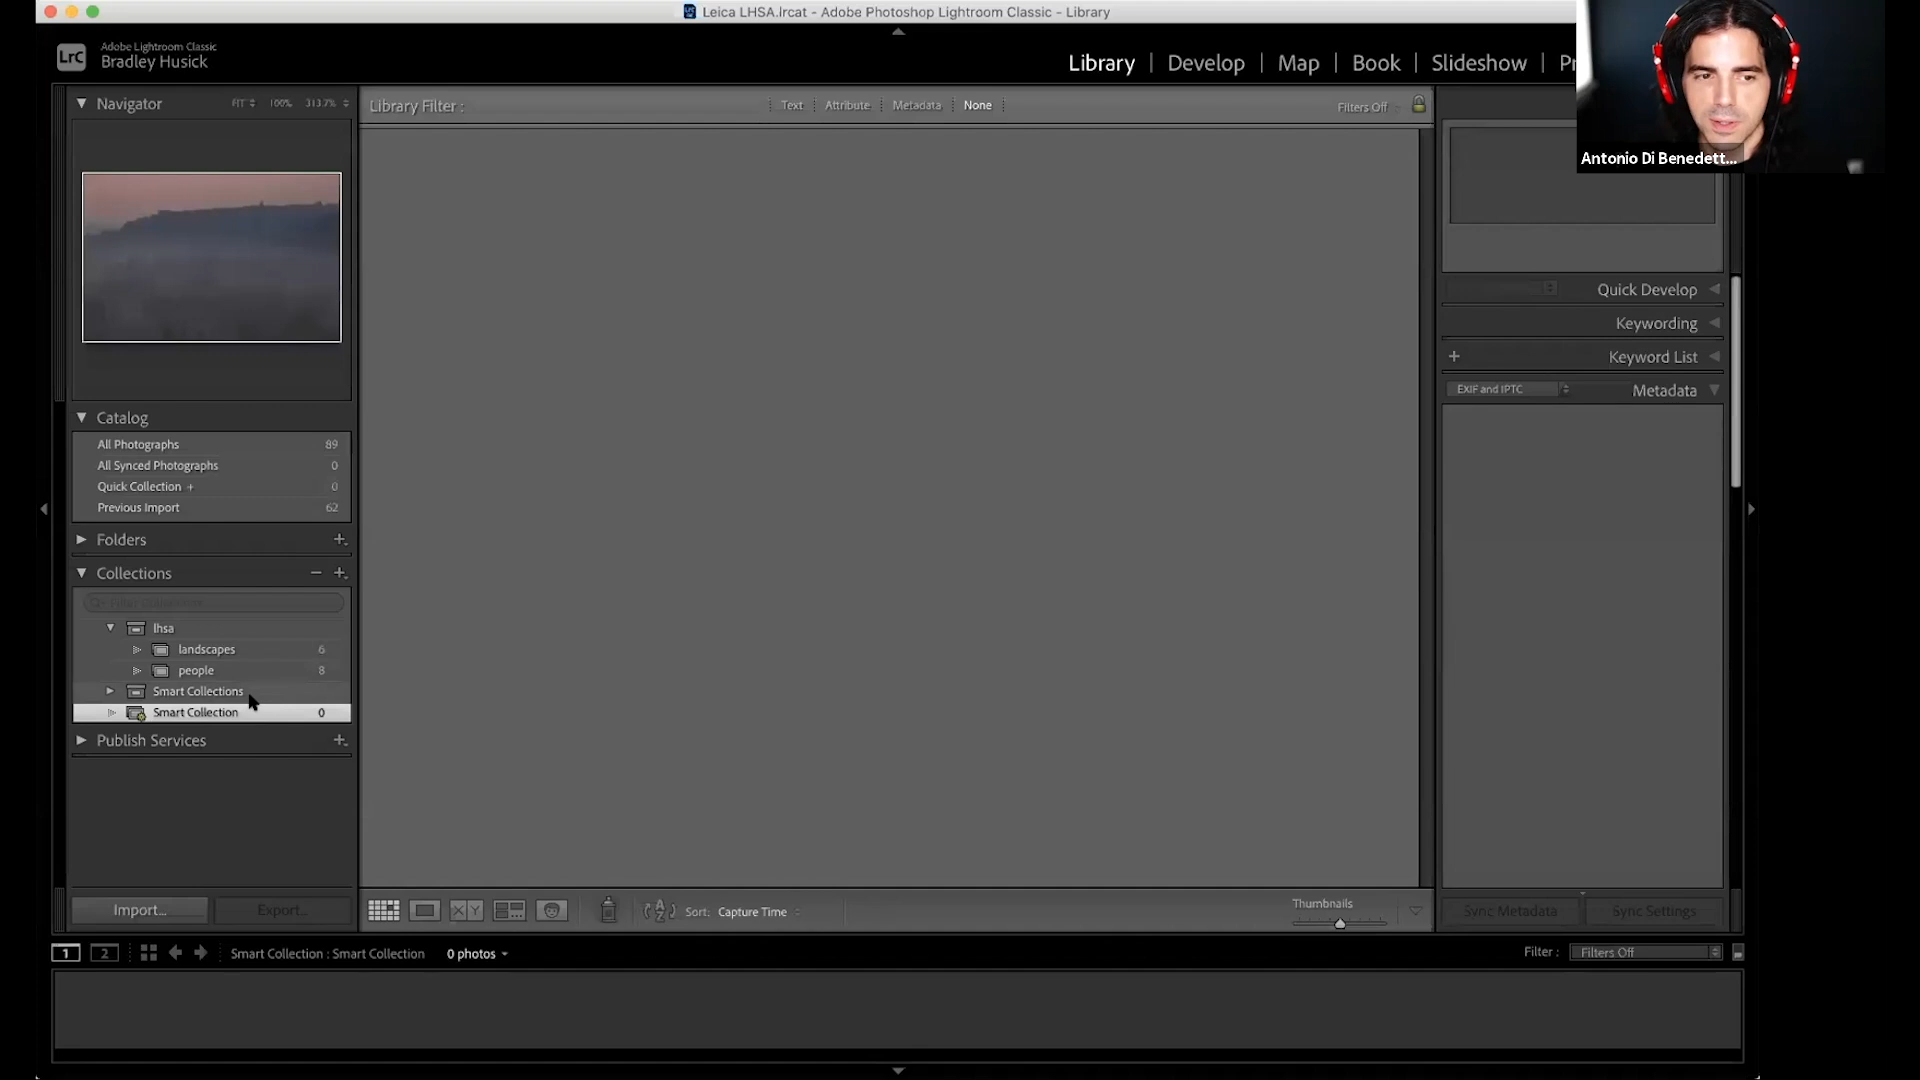 Leica LHSA.lrcat - Adobe Photoshop Lightroom Classic - Library
LrC
Adobe Lightroom Classic
Bradley Husick
Library | Develop | Map | Book | Slideshow
Antonio Di Benedett...
Navigator FIT 100% 313.7%
Library Filter : Text Attribute Metadata None Filters Off
Catalog
All Photographs 89
All Synced Photographs 0
Quick Collection + 0
Previous Import 62
Folders +
Collections − +
Filter Collections
lhsa
landscapes 6
people 8
Smart Collections
Smart Collection 0
Publish Services +
Quick Develop
Keywording
+ Keyword List
EXIF and IPTC Metadata
Import... Export...
XY
Sort: Capture Time
Thumbnails
Sync Metadata Sync Settings
1 2 Smart Collection : Smart Collection 0 photos
Filter : Filters Off